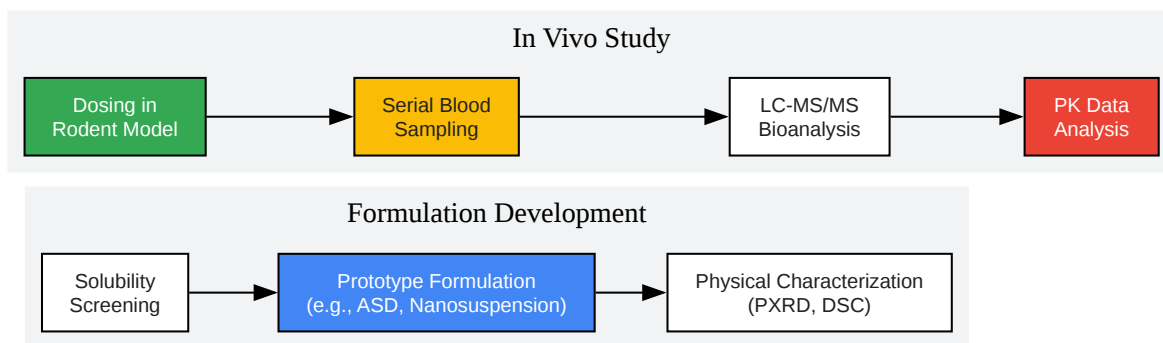 In Vivo Study
Dosing in
Rodent Model
Serial Blood
Sampling
LC-MS/MS
Bioanalysis
PK Data
Analysis
Formulation Development
Solubility
Screening
Prototype Formulation
(e.g., ASD, Nanosuspension)
Physical Characterization
(PXRD, DSC)